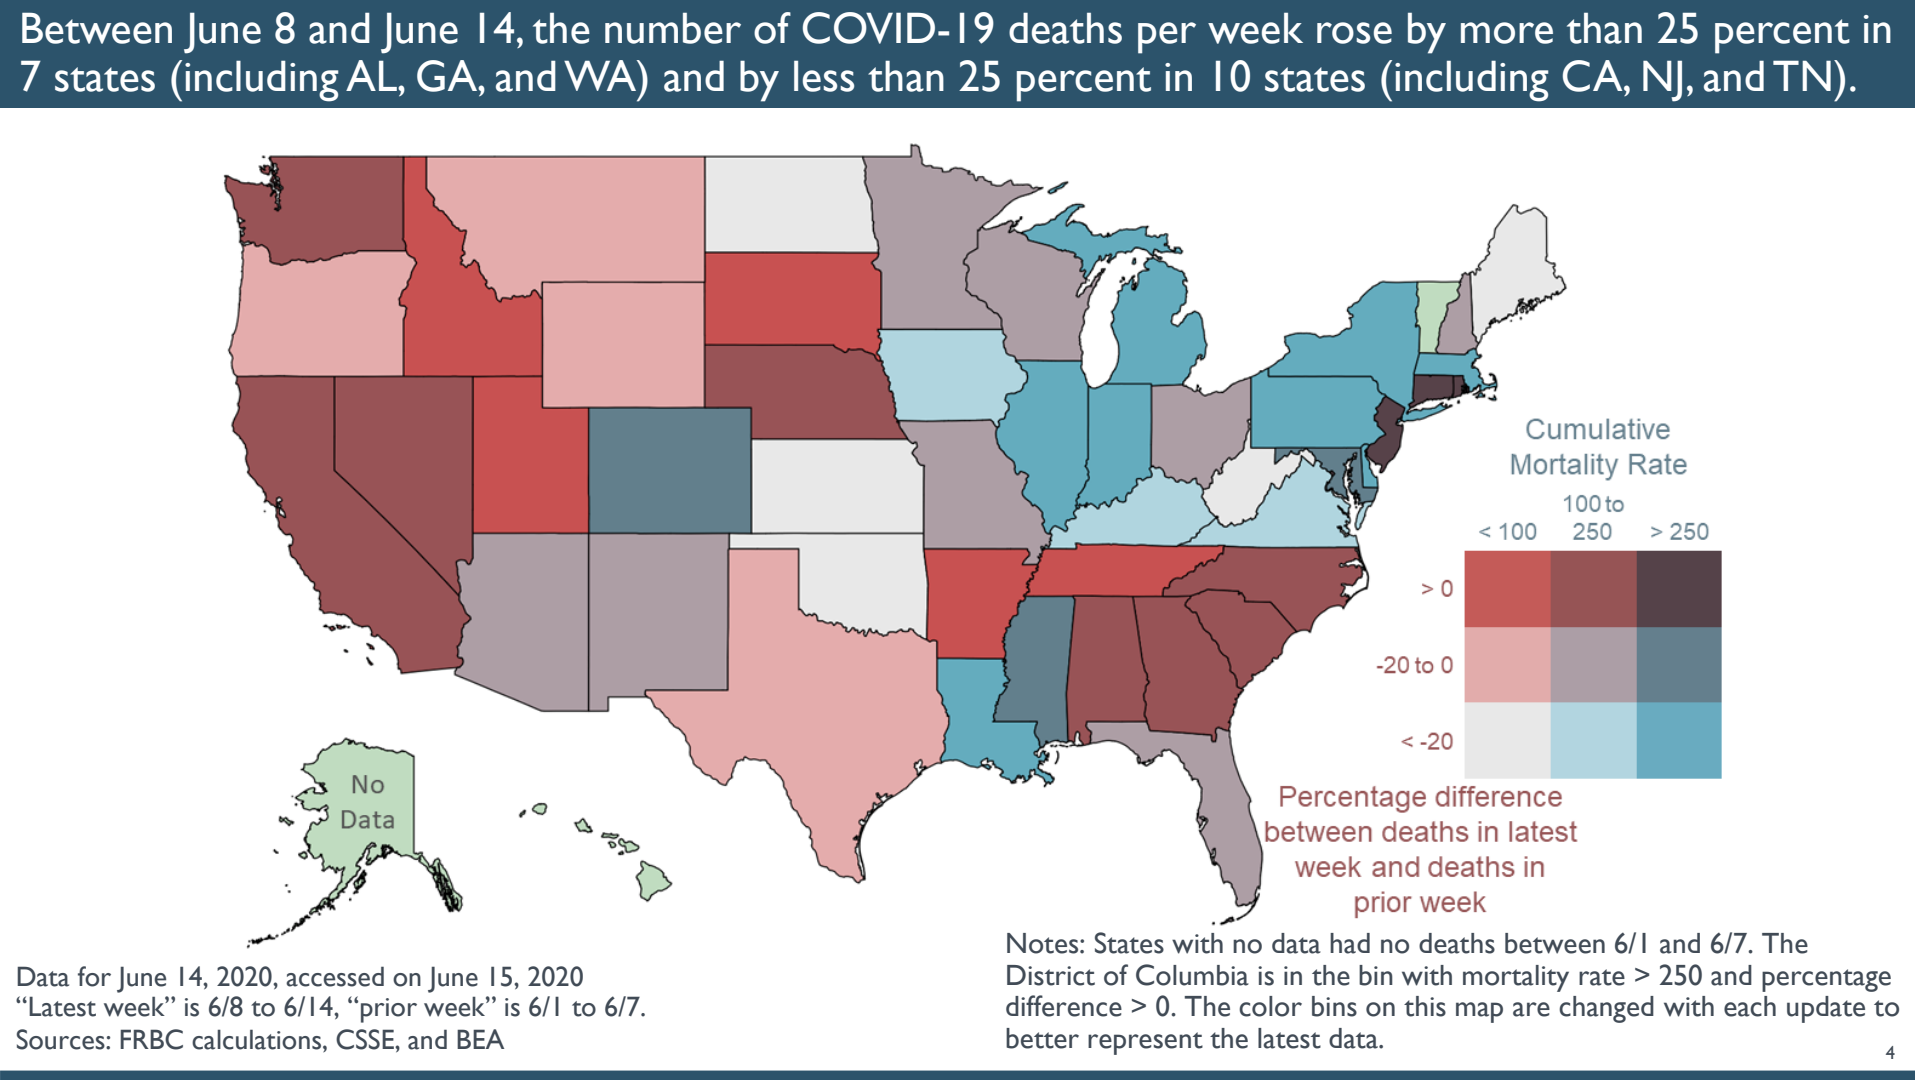 Between June 8 and June 14, the number of COVID-19 deaths per week rose by more than 25 percent in
7 states (including AL, GA, and WA) and by less than 25 percent in 10 states (including CA, NJ, and TN).
Cumulative
Mortality Rate
100 to
< 100 250 > 250
> 0
-20 to 0
< -20
No
Data
Percentage difference
between deaths in latest
week and deaths in
prior week
Notes: States with no data had no deaths between 6/1 and 6/7. The
District of Columbia is in the bin with mortality rate > 250 and percentage
difference > 0. The color bins on this map are changed with each update to
better represent the latest data.
Data for June 14, 2020, accessed on June 15, 2020
“Latest week” is 6/8 to 6/14, “prior week” is 6/1 to 6/7.
Sources: FRBC calculations, CSSE, and BEA
4